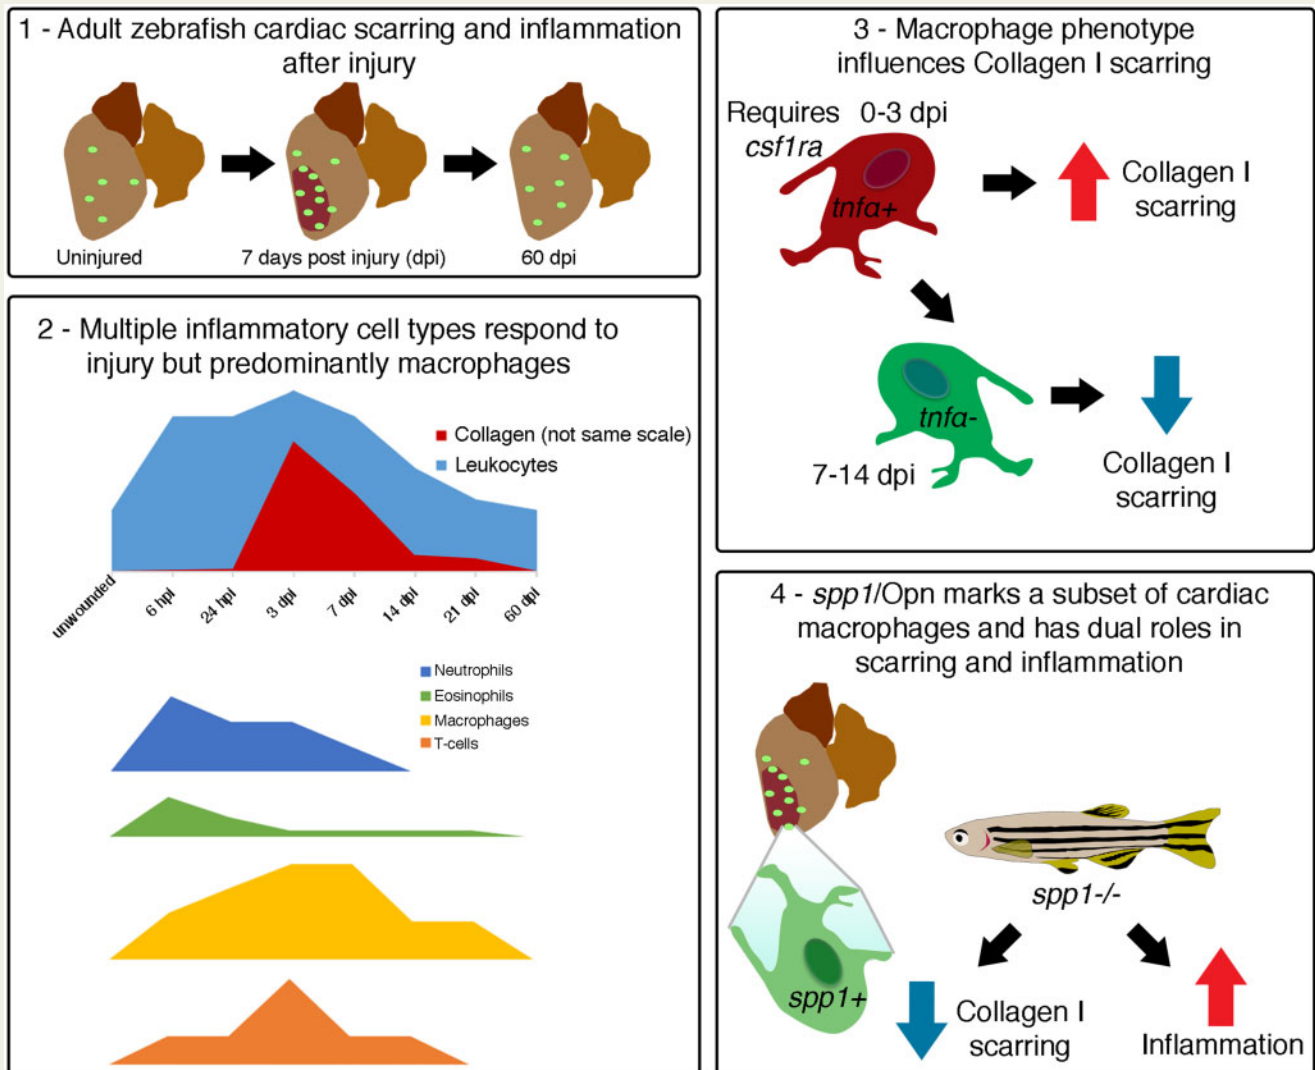 1 - Adult zebrafish cardiac scarring and inflammation
after injury
Uninjured
7 days post injury (dpi)
60 dpi
2 - Multiple inflammatory cell types respond to
injury but predominantly macrophages
Collagen (not same scale)
Leukocytes
unwounded
6 hpi
24 hpi
3 dpi
7 dpi
14 dpi
21 dpi
60 dpi
Neutrophils
Eosinophils
Macrophages
T-cells
3 - Macrophage phenotype
influences Collagen I scarring
Requires
csf1ra
0-3 dpi
tnfα+
Collagen I
scarring
tnfα-
7-14 dpi
Collagen I
scarring
4 - spp1/Opn marks a subset of cardiac
macrophages and has dual roles in
scarring and inflammation
spp1-/-
spp1+
Collagen I
scarring
Inflammation